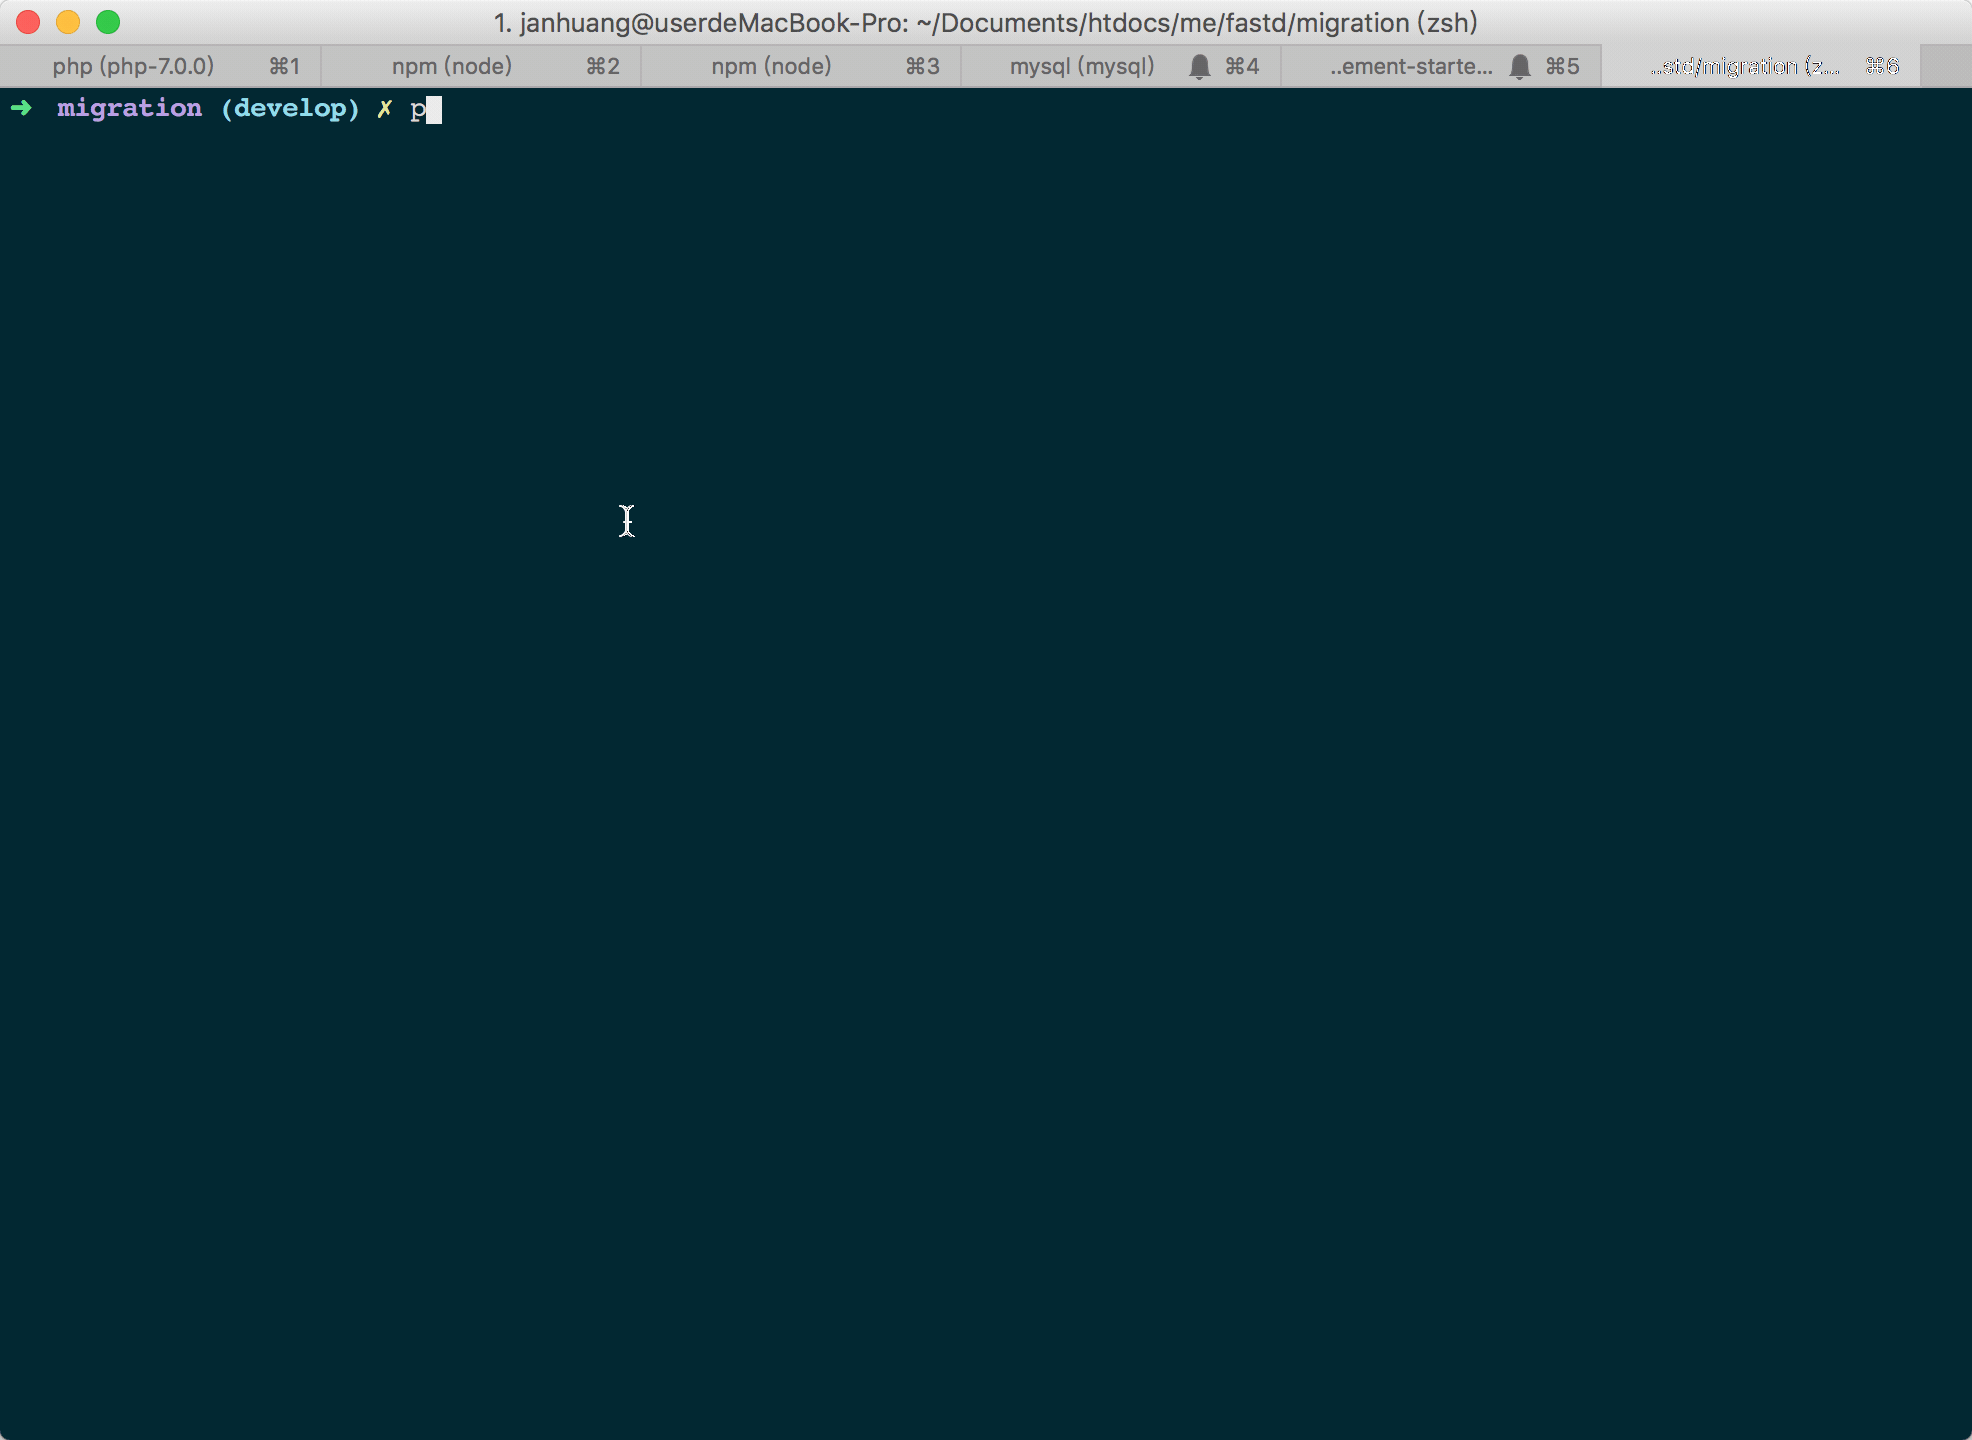 1. janhuang@userdeMacBook-Pro: ~/Documents/htdocs/me/fastd/migration (zsh)
php (php-7.0.0) ⌘1 npm (node) ⌘2 npm (node) ⌘3 mysql (mysql) ⌘4 ..ement-starte... ⌘5 ..std/migration (z... ⌘6
➜ migration (develop) ✗ p